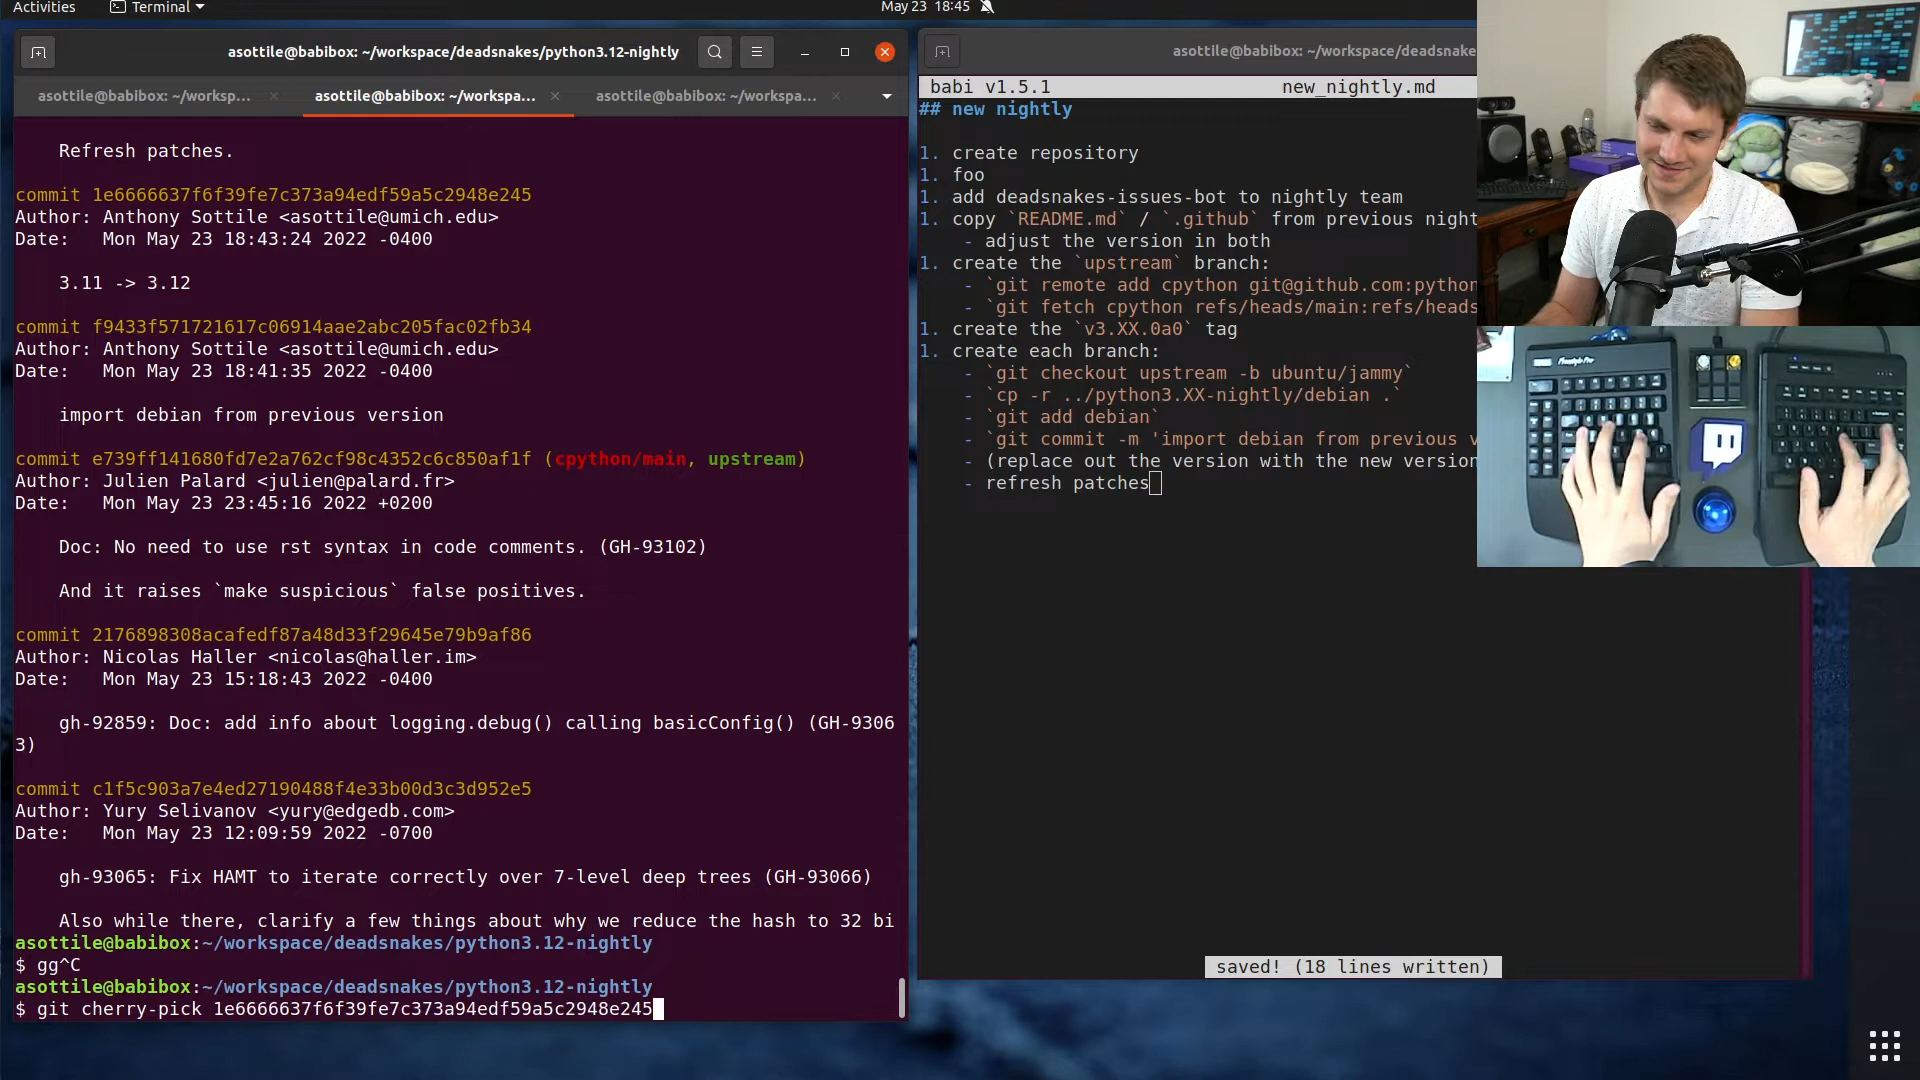 Activities
Terminal
May 23 18:45
asottile@babibox: ~/workspace/deadsnakes/python3.12-nightly
asottile@babibox: ~/worksp...
asottile@babibox: ~/workspa...
asottile@babibox: ~/workspa...
Refresh patches.
commit 1e6666637f6f39fe7c373a94edf59a5c2948e245
Author: Anthony Sottile <asottile@umich.edu>
Date:   Mon May 23 18:43:24 2022 -0400
3.11 -> 3.12
commit f9433f571721617c06914aae2abc205fac02fb34
Author: Anthony Sottile <asottile@umich.edu>
Date:   Mon May 23 18:41:35 2022 -0400
import debian from previous version
commit e739ff141680fd7e2a762cf98c4352c6c850af1f (cpython/main, upstream)
Author: Julien Palard <julien@palard.fr>
Date:   Mon May 23 23:45:16 2022 +0200
Doc: No need to use rst syntax in code comments. (GH-93102)
And it raises `make suspicious` false positives.
commit 2176898308acafedf87a48d33f29645e79b9af86
Author: Nicolas Haller <nicolas@haller.im>
Date:   Mon May 23 15:18:43 2022 -0400
gh-92859: Doc: add info about logging.debug() calling basicConfig() (GH-9306
3)
commit c1f5c903a7e4ed27190488f4e33b00d3c3d952e5
Author: Yury Selivanov <yury@edgedb.com>
Date:   Mon May 23 12:09:59 2022 -0700
gh-93065: Fix HAMT to iterate correctly over 7-level deep trees (GH-93066)
Also while there, clarify a few things about why we reduce the hash to 32 bi
asottile@babibox:~/workspace/deadsnakes/python3.12-nightly
$ gg^C
asottile@babibox:~/workspace/deadsnakes/python3.12-nightly
$ git cherry-pick 1e6666637f6f39fe7c373a94edf59a5c2948e245
asottile@babibox: ~/workspace/deadsnake
babi v1.5.1 new_nightly.md
## new nightly
1. create repository
1. foo
1. add deadsnakes-issues-bot to nightly team
1. copy `README.md` / `.github` from previous night
- adjust the version in both
1. create the `upstream` branch:
- `git remote add cpython git@github.com:python
- `git fetch cpython refs/heads/main:refs/heads
1. create the `v3.XX.0a0` tag
1. create each branch:
- `git checkout upstream -b ubuntu/jammy`
- `cp -r ../python3.XX-nightly/debian .`
- `git add debian`
- `git commit -m 'import debian from previous v
- (replace out the version with the new version
- refresh patches
saved! (18 lines written)